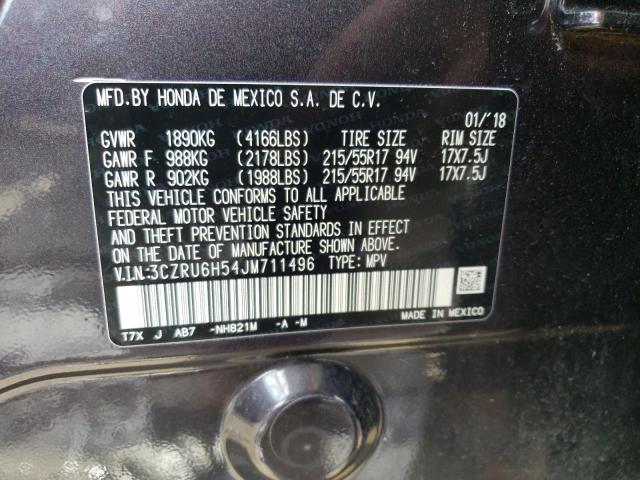 MFD.BY HONDA DE MEXICO S.A. DE C.V.
01/'18
GVWR 1890KG (4166LBS) TIRE SIZE RIM SIZE
GAWR F 988KG (2178LBS) 215/55R17 94V 17X7.5J
GAWR R 902KG (1988LBS) 215/55R17 94V 17X7.5J
THIS VEHICLE CONFORMS TO ALL APPLICABLE
FEDERAL MOTOR VEHICLE SAFETY
AND THEFT PREVENTION STANDARDS IN EFFECT
ON THE DATE OF MANUFACTURE SHOWN ABOVE.
V.I.N:3CZRU6H54JM711496 TYPE: MPV
T7X J AB7 -NH821M -A -M
MADE IN MEXICO